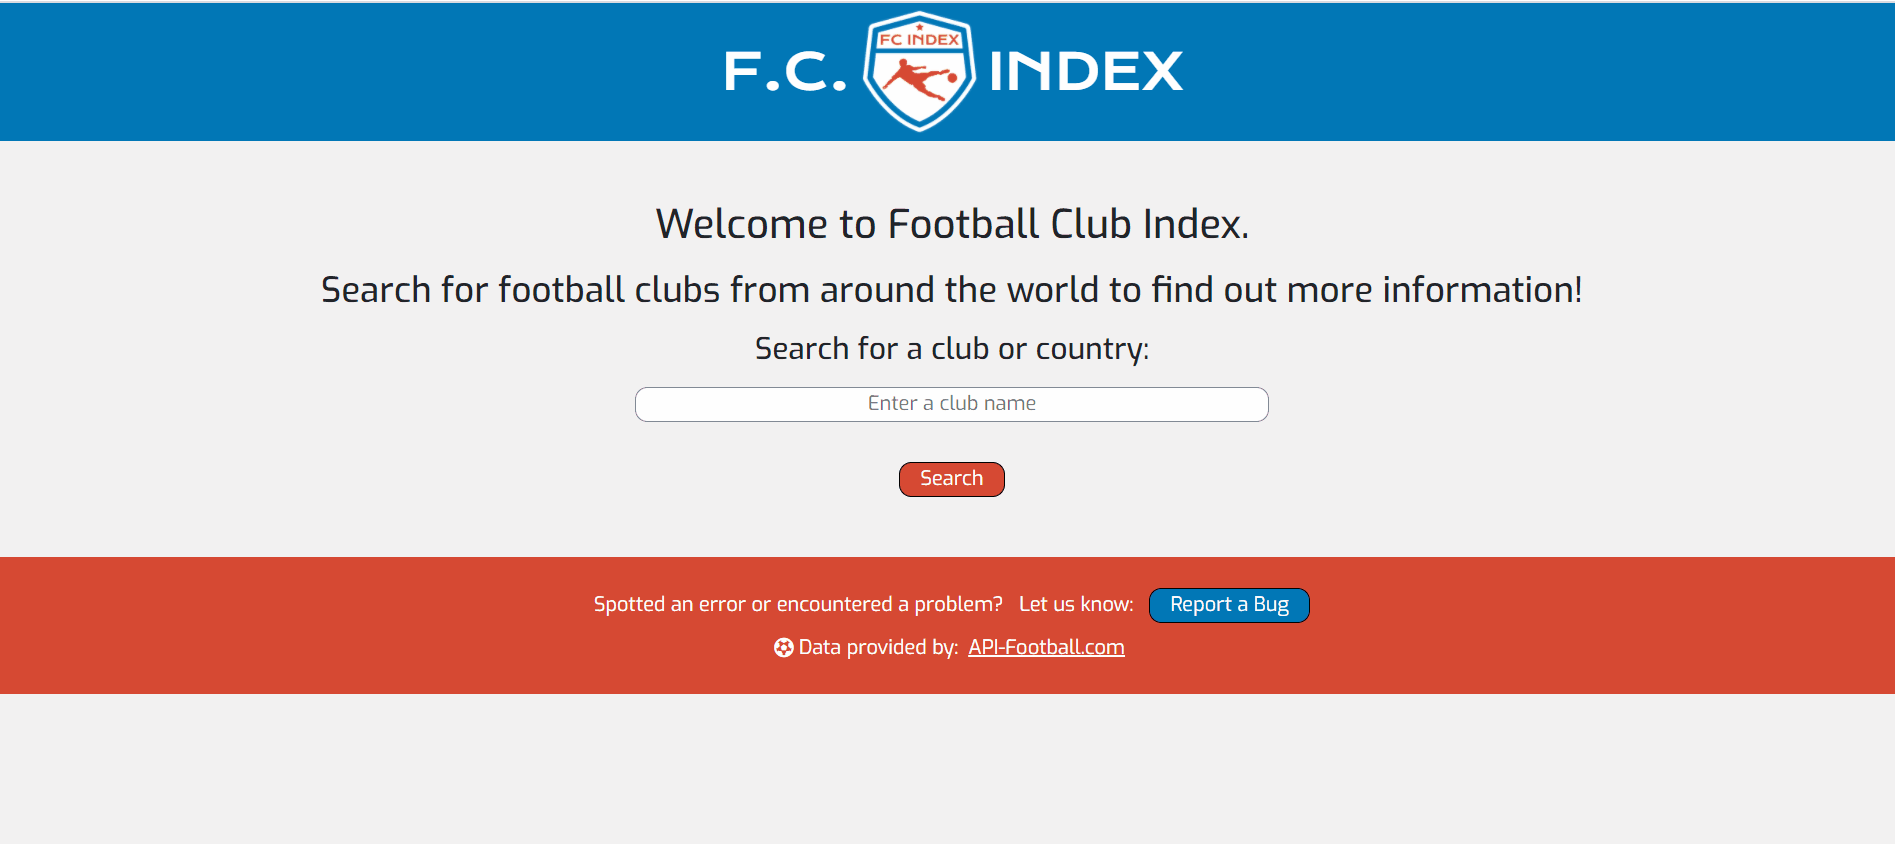 F.C. FC INDEX INDEX
Welcome to Football Club Index.
Search for football clubs from around the world to find out more information!
Search for a club or country:
Enter a club name
Search
Spotted an error or encountered a problem? Let us know: Report a Bug
Data provided by: API-Football.com